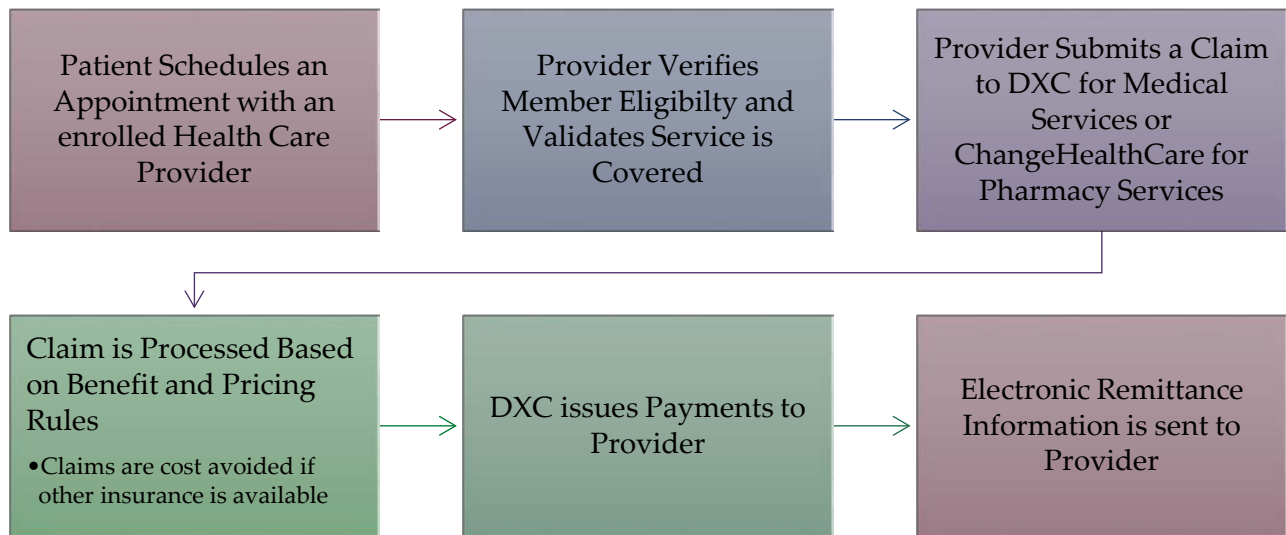 Patient Schedules an
Appointment with an
enrolled Health Care
Provider
Provider Verifies
Member Eligibilty and
Validates Service is
Covered
Provider Submits a Claim
to DXC for Medical
Services or
ChangeHealthCare for
Pharmacy Services
Claim is Processed Based
on Benefit and Pricing
Rules
•Claims are cost avoided if
other insurance is available
DXC issues Payments to
Provider
Electronic Remittance
Information is sent to
Provider